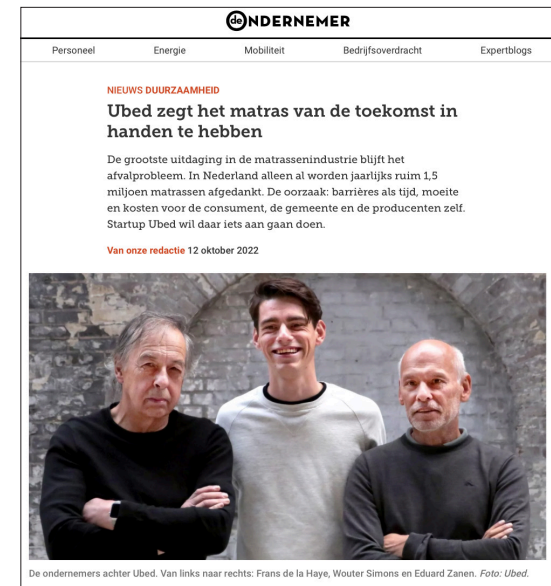 de ONDERNEMER
Personeel Energie Mobiliteit Bedrijfsoverdracht Expertblogs
NIEUWS DUURZAAMHEID
Ubed zegt het matras van de toekomst in
handen te hebben
De grootste uitdaging in de matrassenindustrie blijft het
afvalprobleem. In Nederland alleen al worden jaarlijks ruim 1,5
miljoen matrassen afgedankt. De oorzaak: barrières als tijd, moeite
en kosten voor de consument, de gemeente en de producenten zelf.
Startup Ubed wil daar iets aan gaan doen.
Van onze redactie 12 oktober 2022
De ondernemers achter Ubed. Van links naar rechts: Frans de la Haye, Wouter Simons en Eduard Zanen. Foto: Ubed.